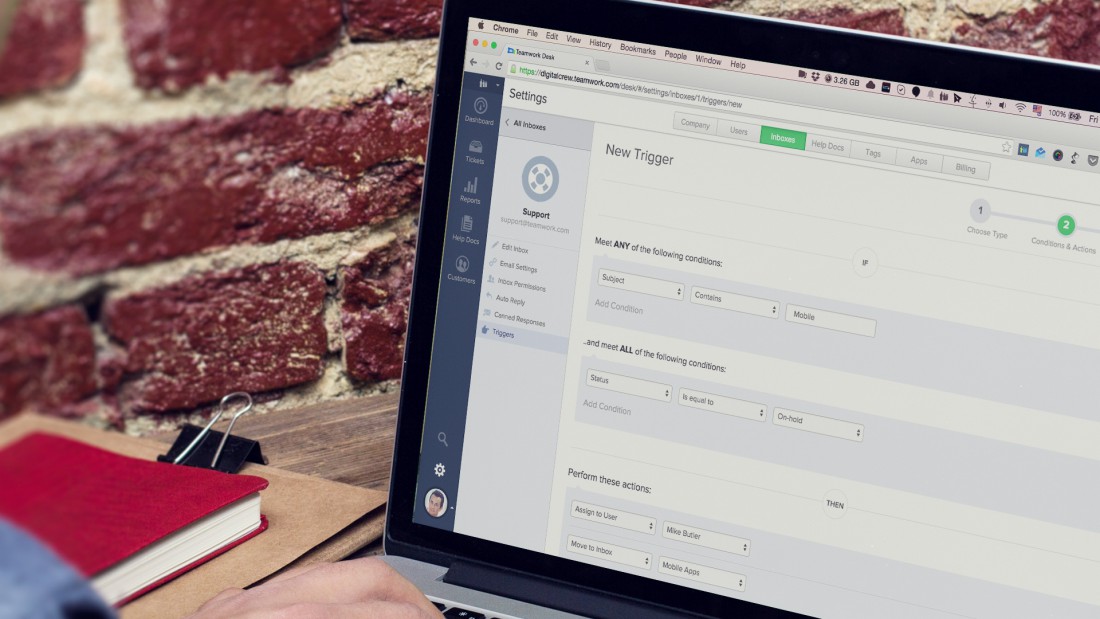 Chrome File Edit View History Bookmarks People Window Help 3.26 GB 100% Fri
Teamwork Desk
https://digitalcrew.teamwork.com/desk/#/settings/inboxes/1/triggers/new
Settings
Company Users Inboxes Help Docs Tags Apps Billing
Dashboard
Tickets
Reports
Help Docs
Customers
All Inboxes
Support
support@teamwork.com
Edit Inbox
Email Settings
Inbox Permissions
Auto Reply
Canned Responses
Triggers
New Trigger
1 2
Choose Type Conditions & Actions
IF
Meet ANY of the following conditions:
Subject Contains Mobile
Add Condition
..and meet ALL of the following conditions:
Status Is equal to On-hold
Add Condition
THEN
Perform these actions:
Assign to User Mike Butler
Move to Inbox Mobile Apps